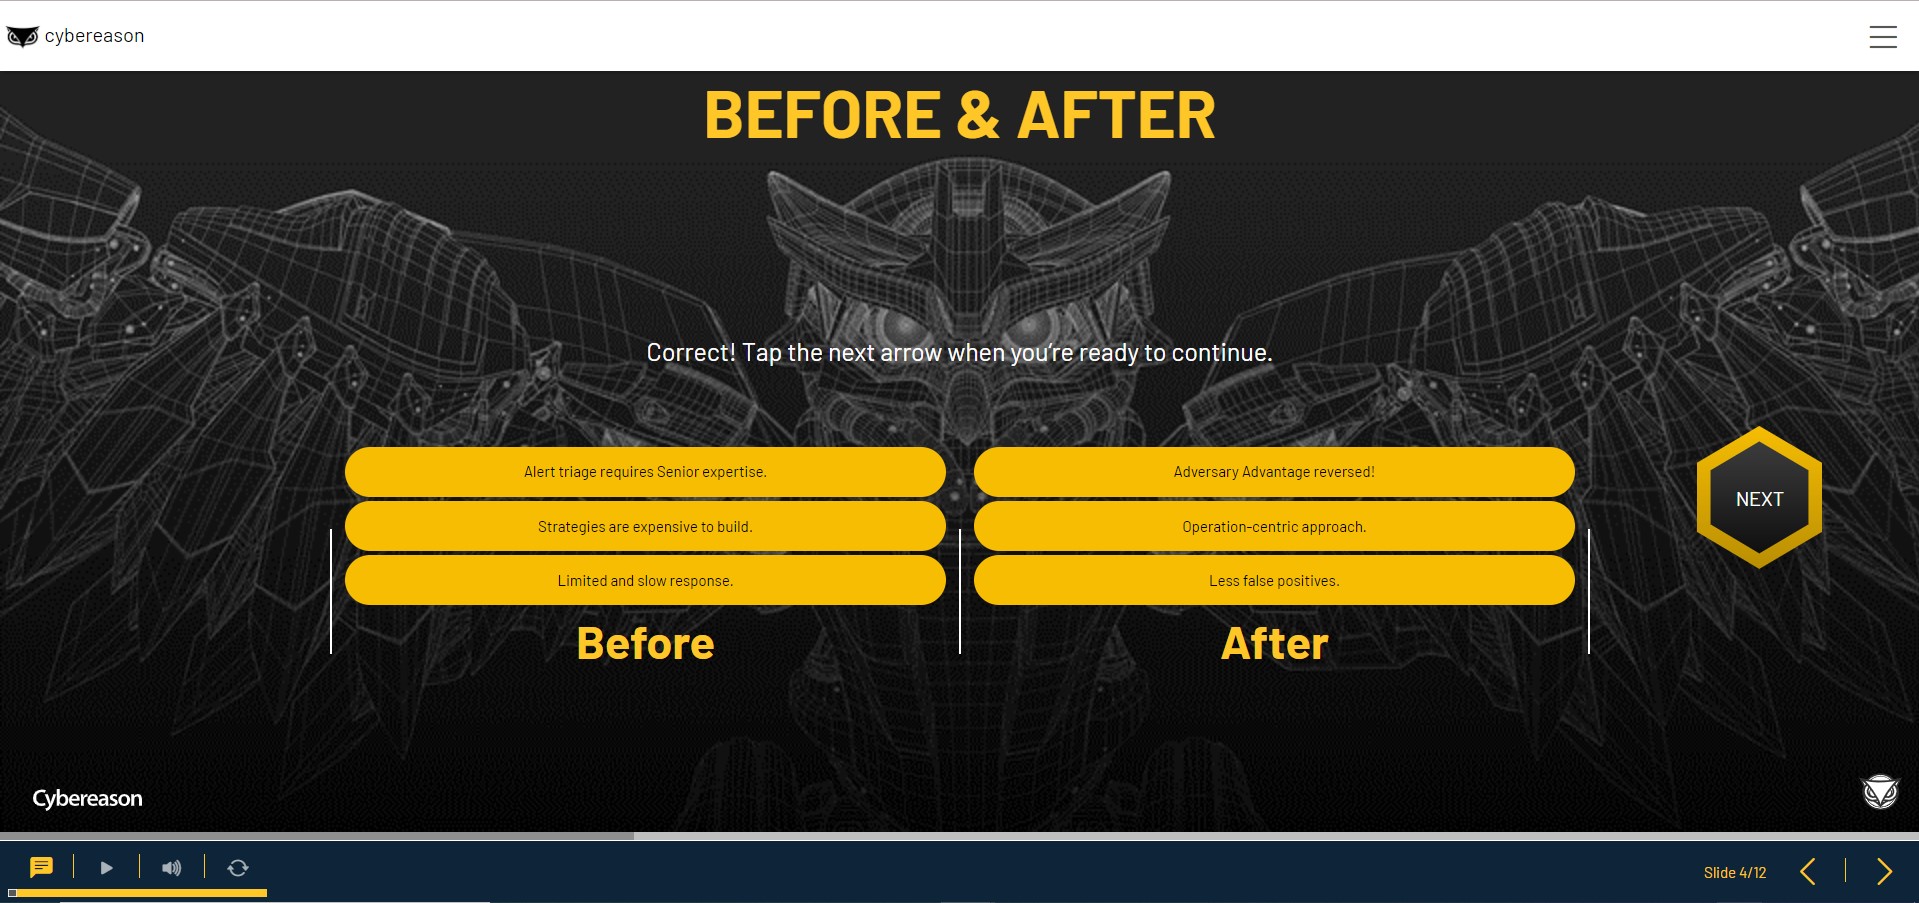 cybereason
BEFORE & AFTER
Correct! Tap the next arrow when you're ready to continue.
Alert triage requires Senior expertise.
Adversary Advantage reversed!
Strategies are expensive to build.
Operation-centric approach.
Limited and slow response.
Less false positives.
Before
After
NEXT
Cybereason
Slide 4/12